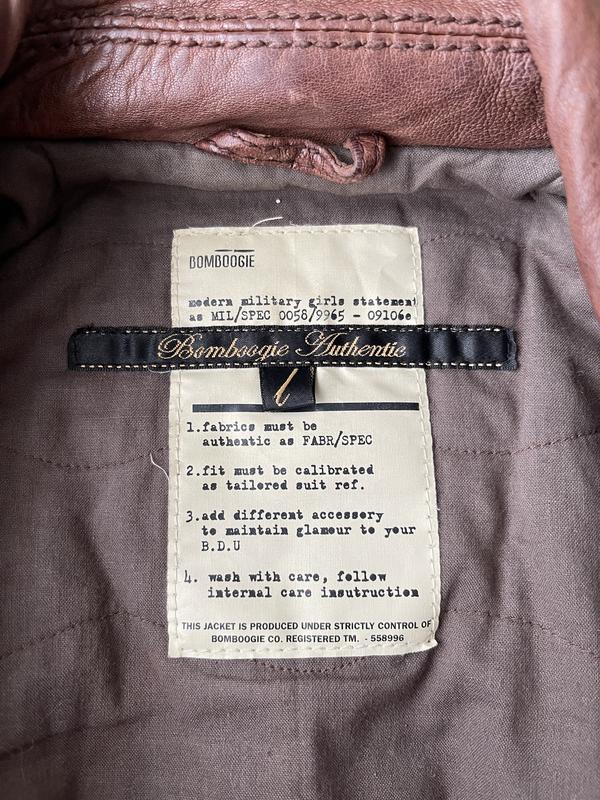 BOMBOOGIE
modern military girls statement
as MIL/SPEC 0058/9965 - 09106e
Bomboogie Authentic
l
1.fabrics must be
authentic as FABR/SPEC
2.fit must be calibrated
as tailored suit ref.
3.add different accessory
to maintain glamour to your
B.D.U
4. wash with care, follow
internal care instruction
THIS JACKET IS PRODUCED UNDER STRICTLY CONTROL OF
BOMBOOGIE CO. REGISTERED TM. - 558996